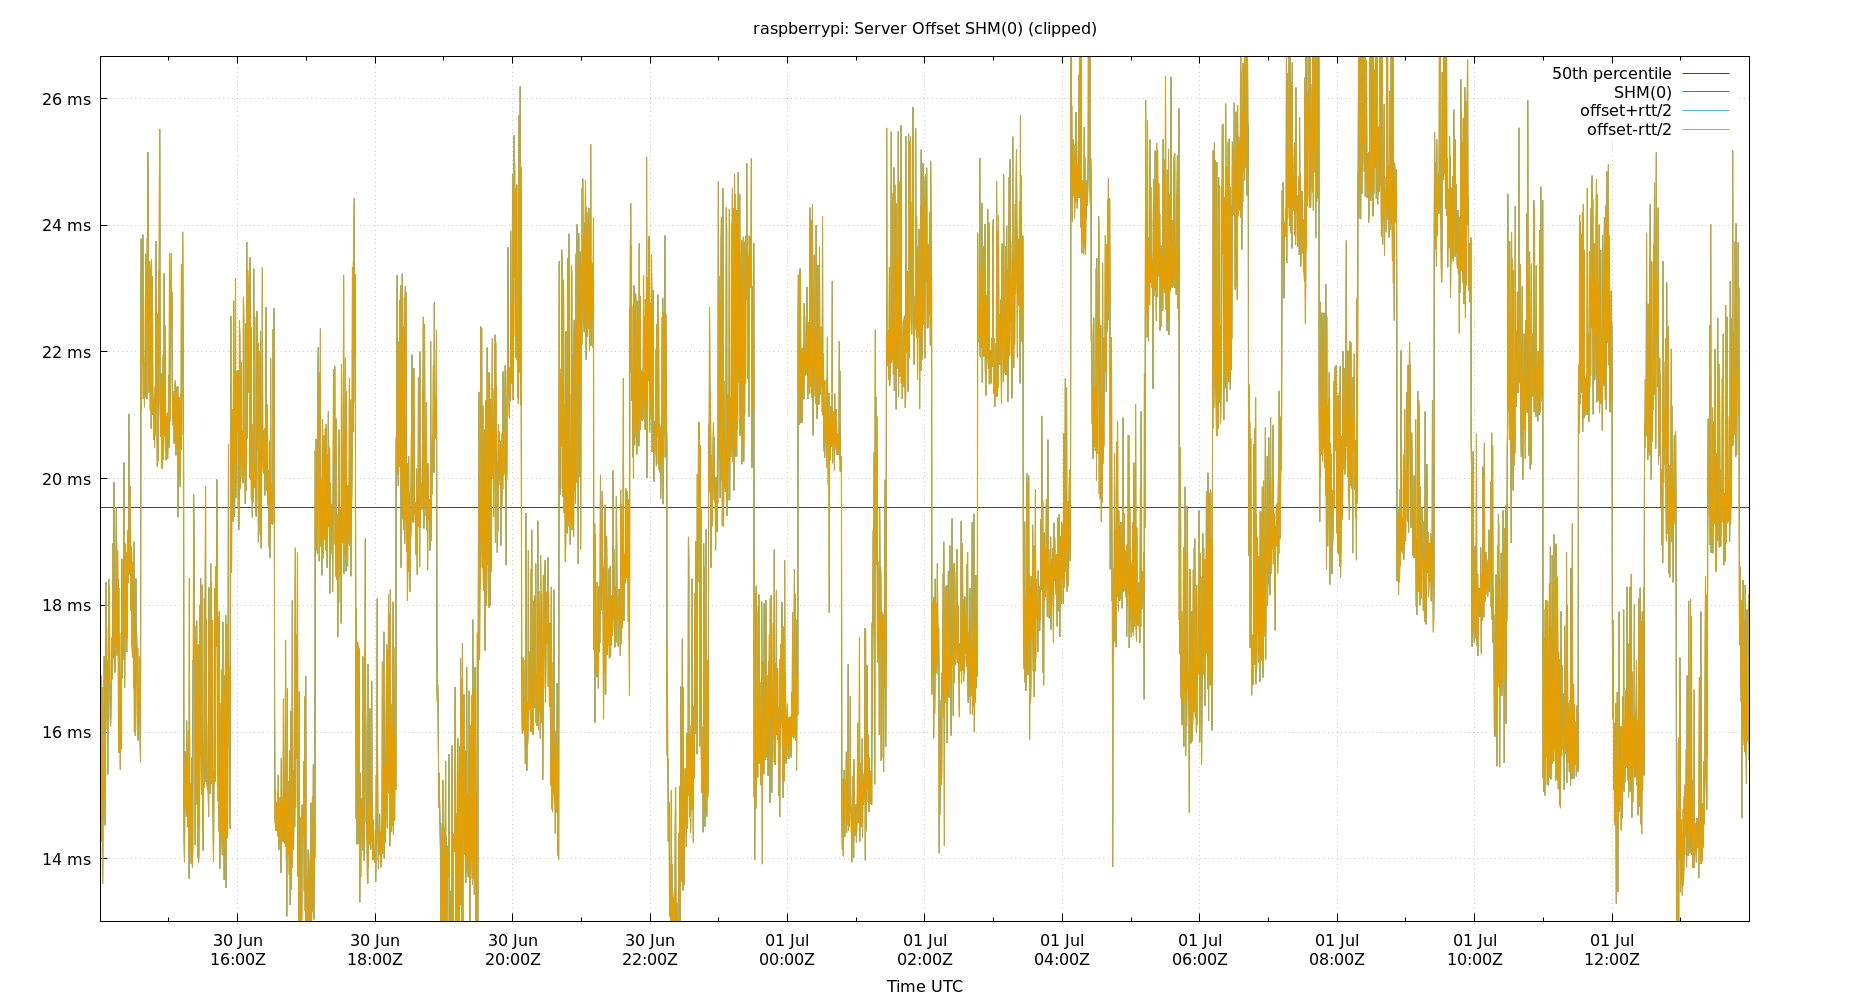 raspberrypi: Server Offset SHM(0) (clipped)
50th percentile
SHM(0)
offset+rtt/2
offset-rtt/2
26 ms
24 ms
22 ms
20 ms
18 ms
16 ms
14 ms
30 Jun 30 Jun 30 Jun 30 Jun 01 Jul 01 Jul 01 Jul 01 Jul 01 Jul 01 Jul 01 Jul
16:00Z 18:00Z 20:00Z 22:00Z 00:00Z 02:00Z 04:00Z 06:00Z 08:00Z 10:00Z 12:00Z
Time UTC